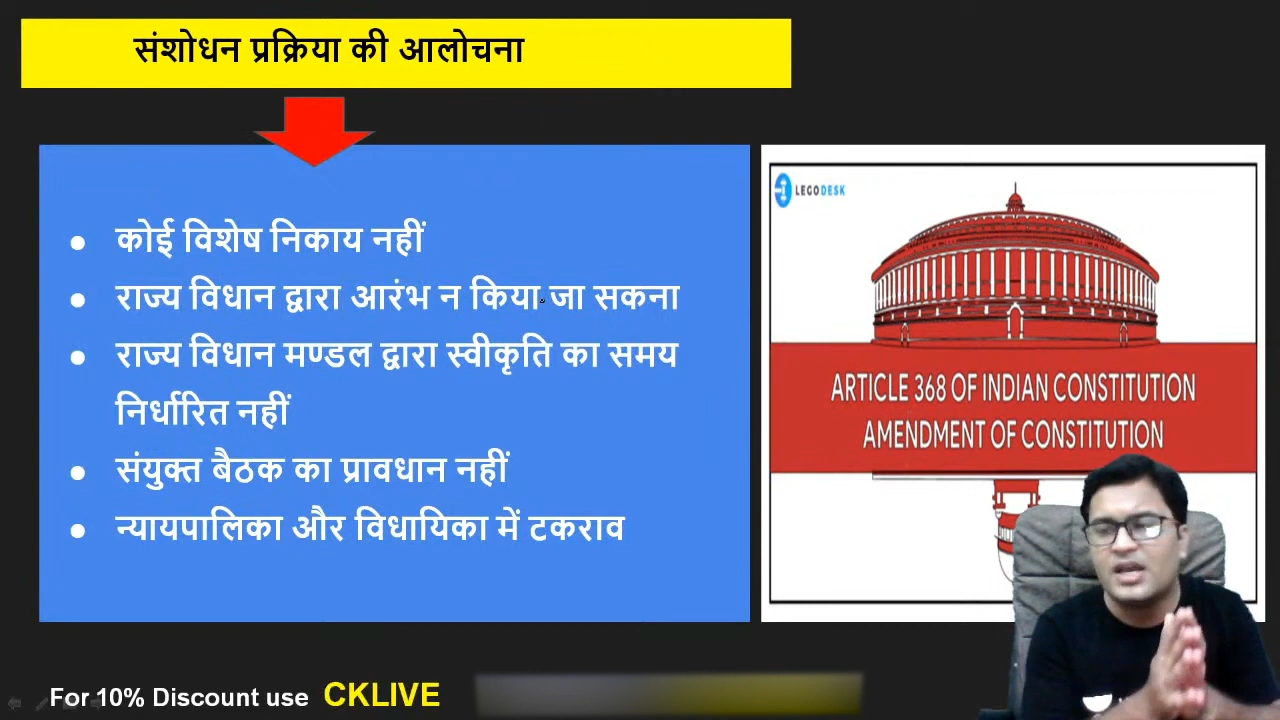 संशोधन प्रक्रिया की आलोचना
कोई विशेष निकाय नहीं
राज्य विधान द्वारा आरंभ न किया जा सकना
राज्य विधान मण्डल द्वारा स्वीकृति का समय
निर्धारित नहीं
संयुक्त बैठक का प्रावधान नहीं
न्यायपालिका और विधायिका में टकराव
LEGODESK
ARTICLE 368 OF INDIAN CONSTITUTION
AMENDMENT OF CONSTITUTION
For 10% Discount use CKLIVE